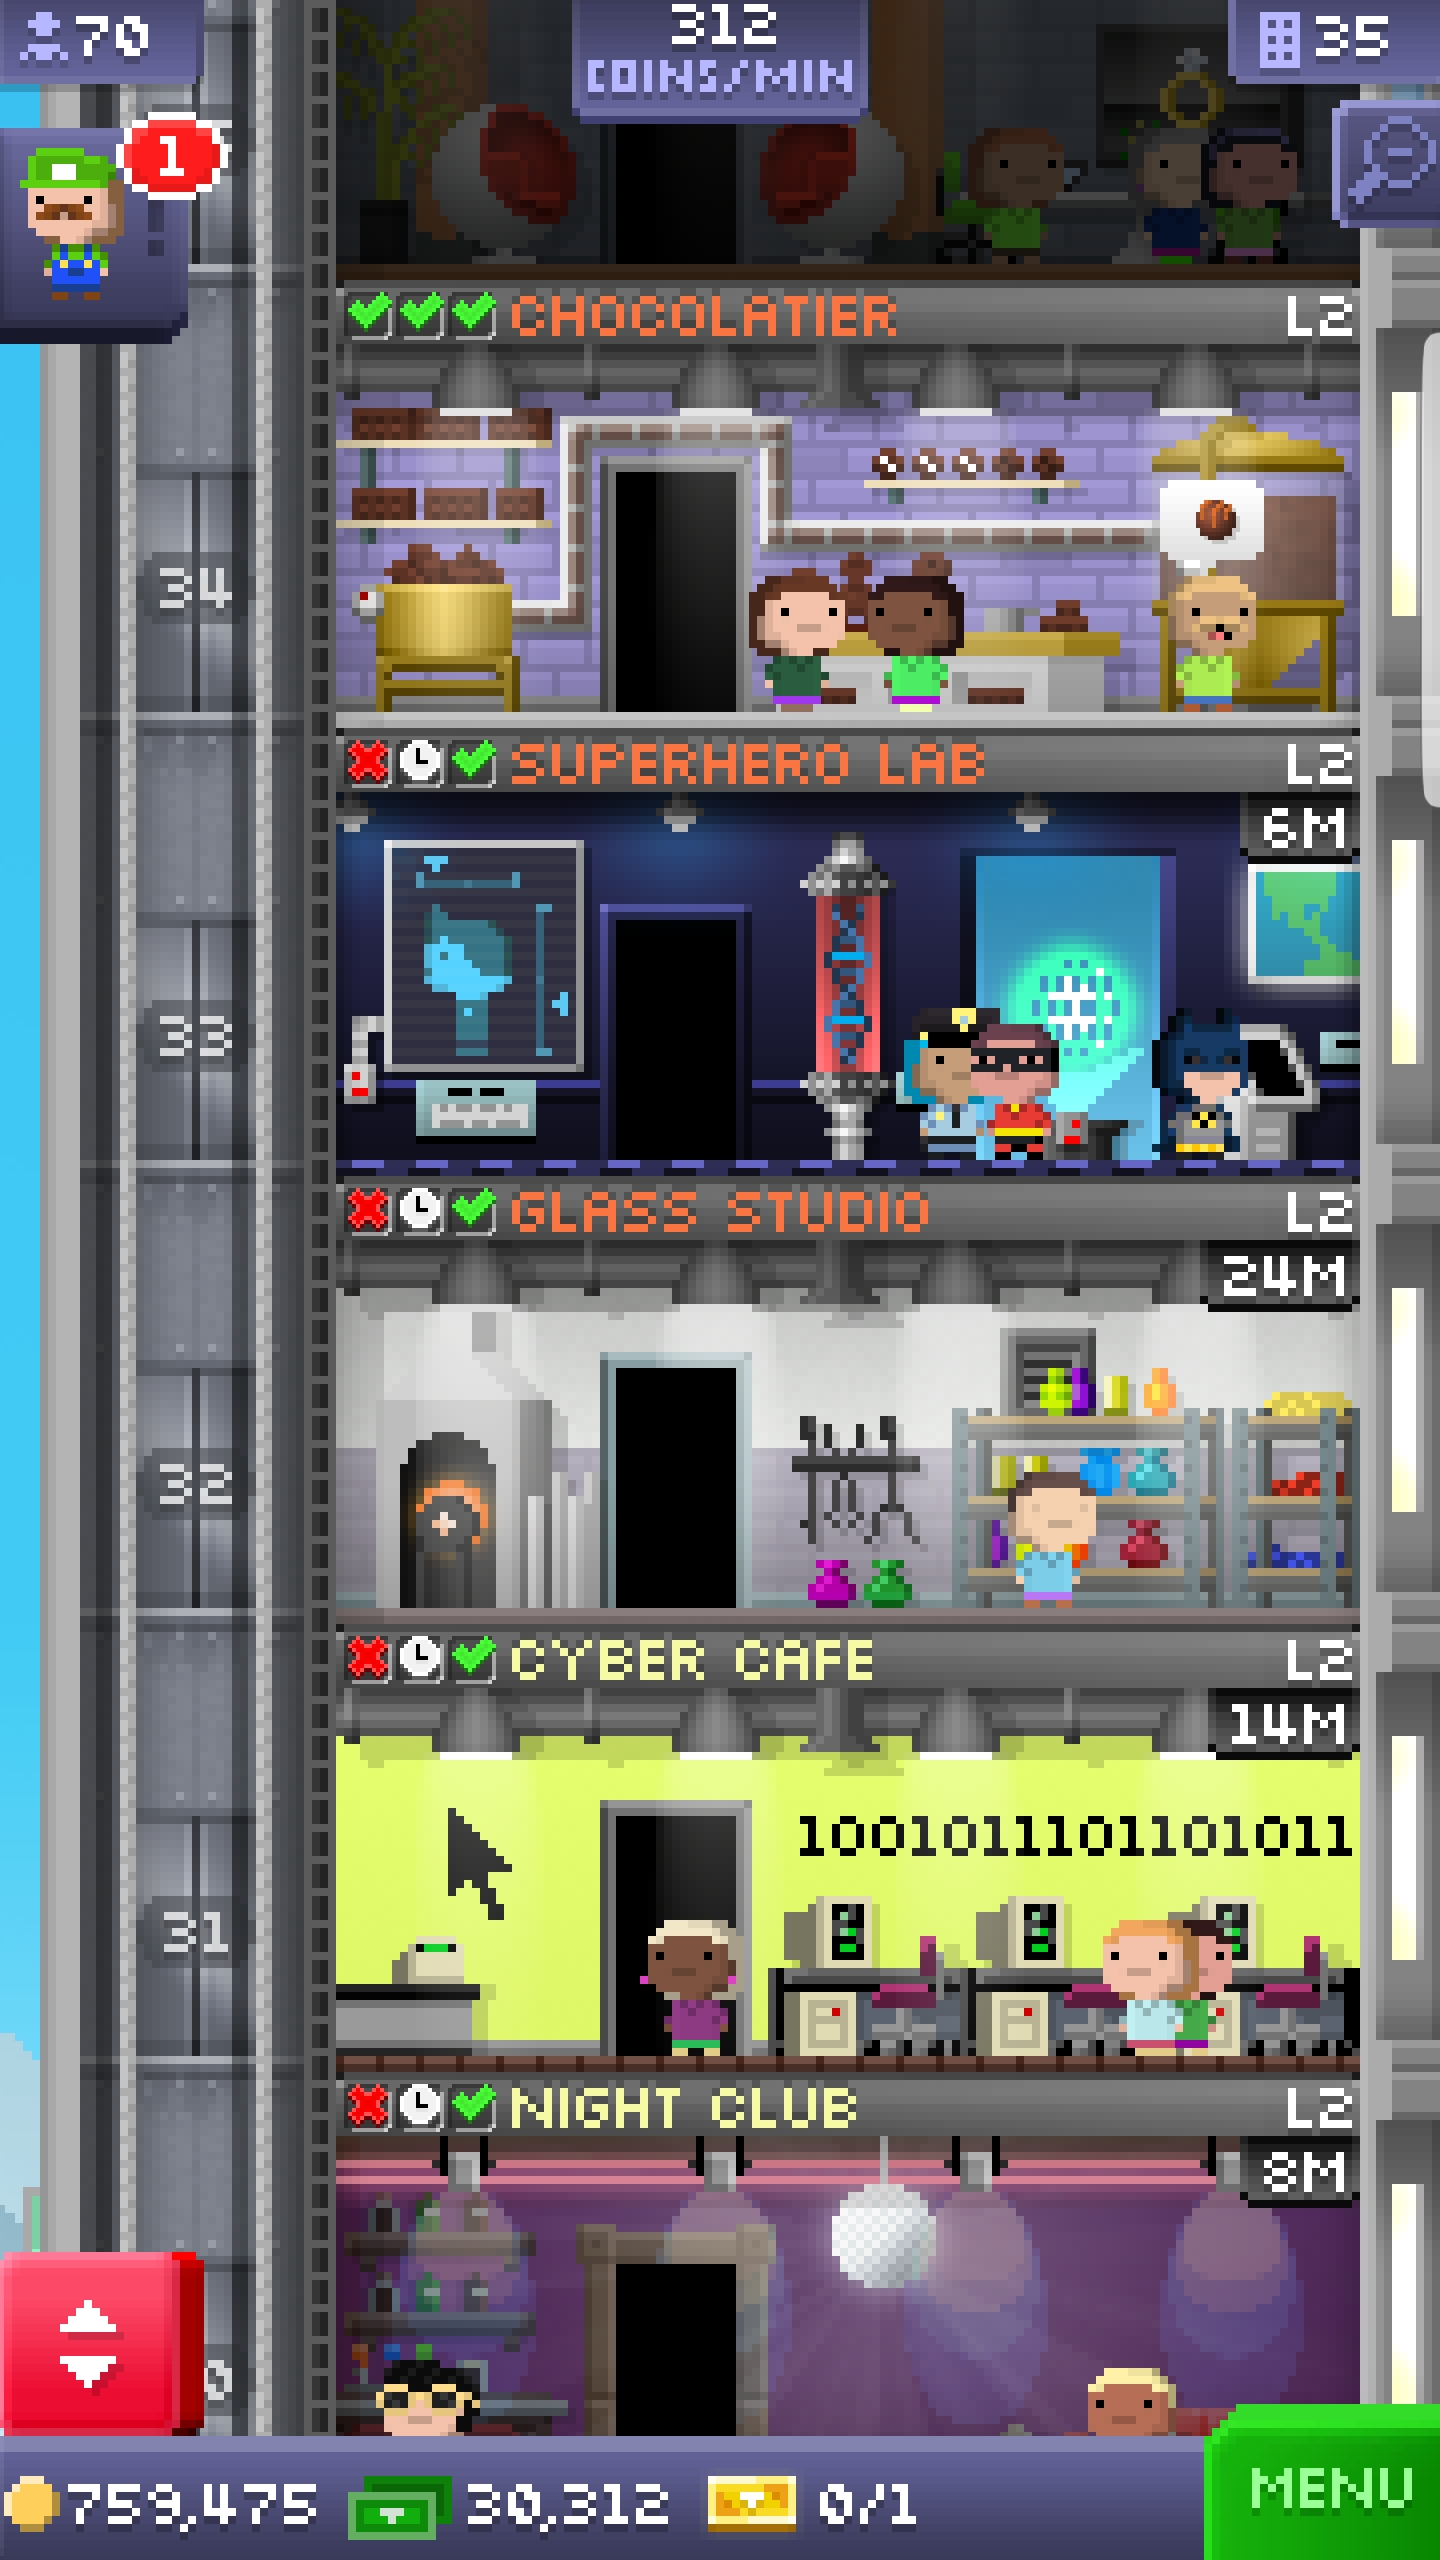 70
312
COINS/MIN
35
1
CHOCOLATIER L2
34
SUPERHERO LAB L2
6M
33
GLASS STUDIO L2
24M
32
CYBER CAFE L2
14M
1001011101101011
31
NIGHT CLUB L2
8M
0
759,475 30,312 0/1
MENU